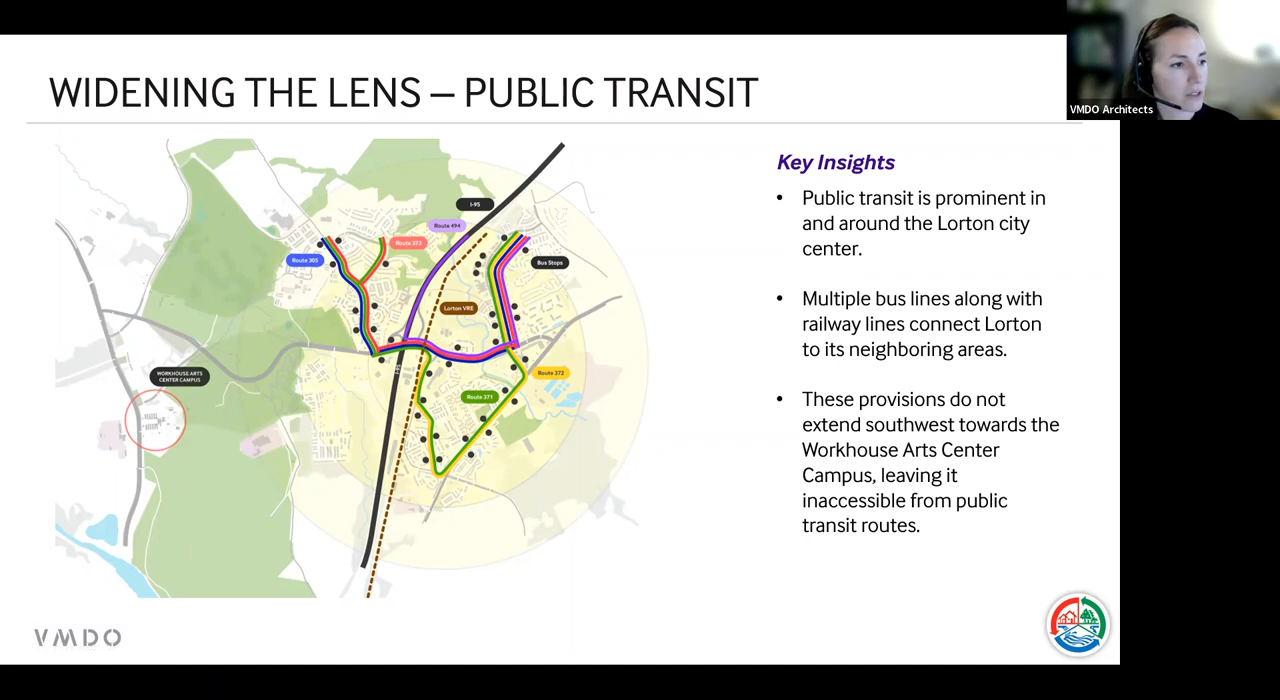 WIDENING THE LENS – PUBLIC TRANSIT
VMDO Architects
I-95
Route 494
Route 373
Route 305
Bus Stops
Lorton VRE
WORKHOUSE ARTS
CENTER CAMPUS
I-95
Route 372
Route 371
Key Insights
• Public transit is prominent in
and around the Lorton city
center.
• Multiple bus lines along with
railway lines connect Lorton
to its neighboring areas.
• These provisions do not
extend southwest towards the
Workhouse Arts Center
Campus, leaving it
inaccessible from public
transit routes.
VMDO